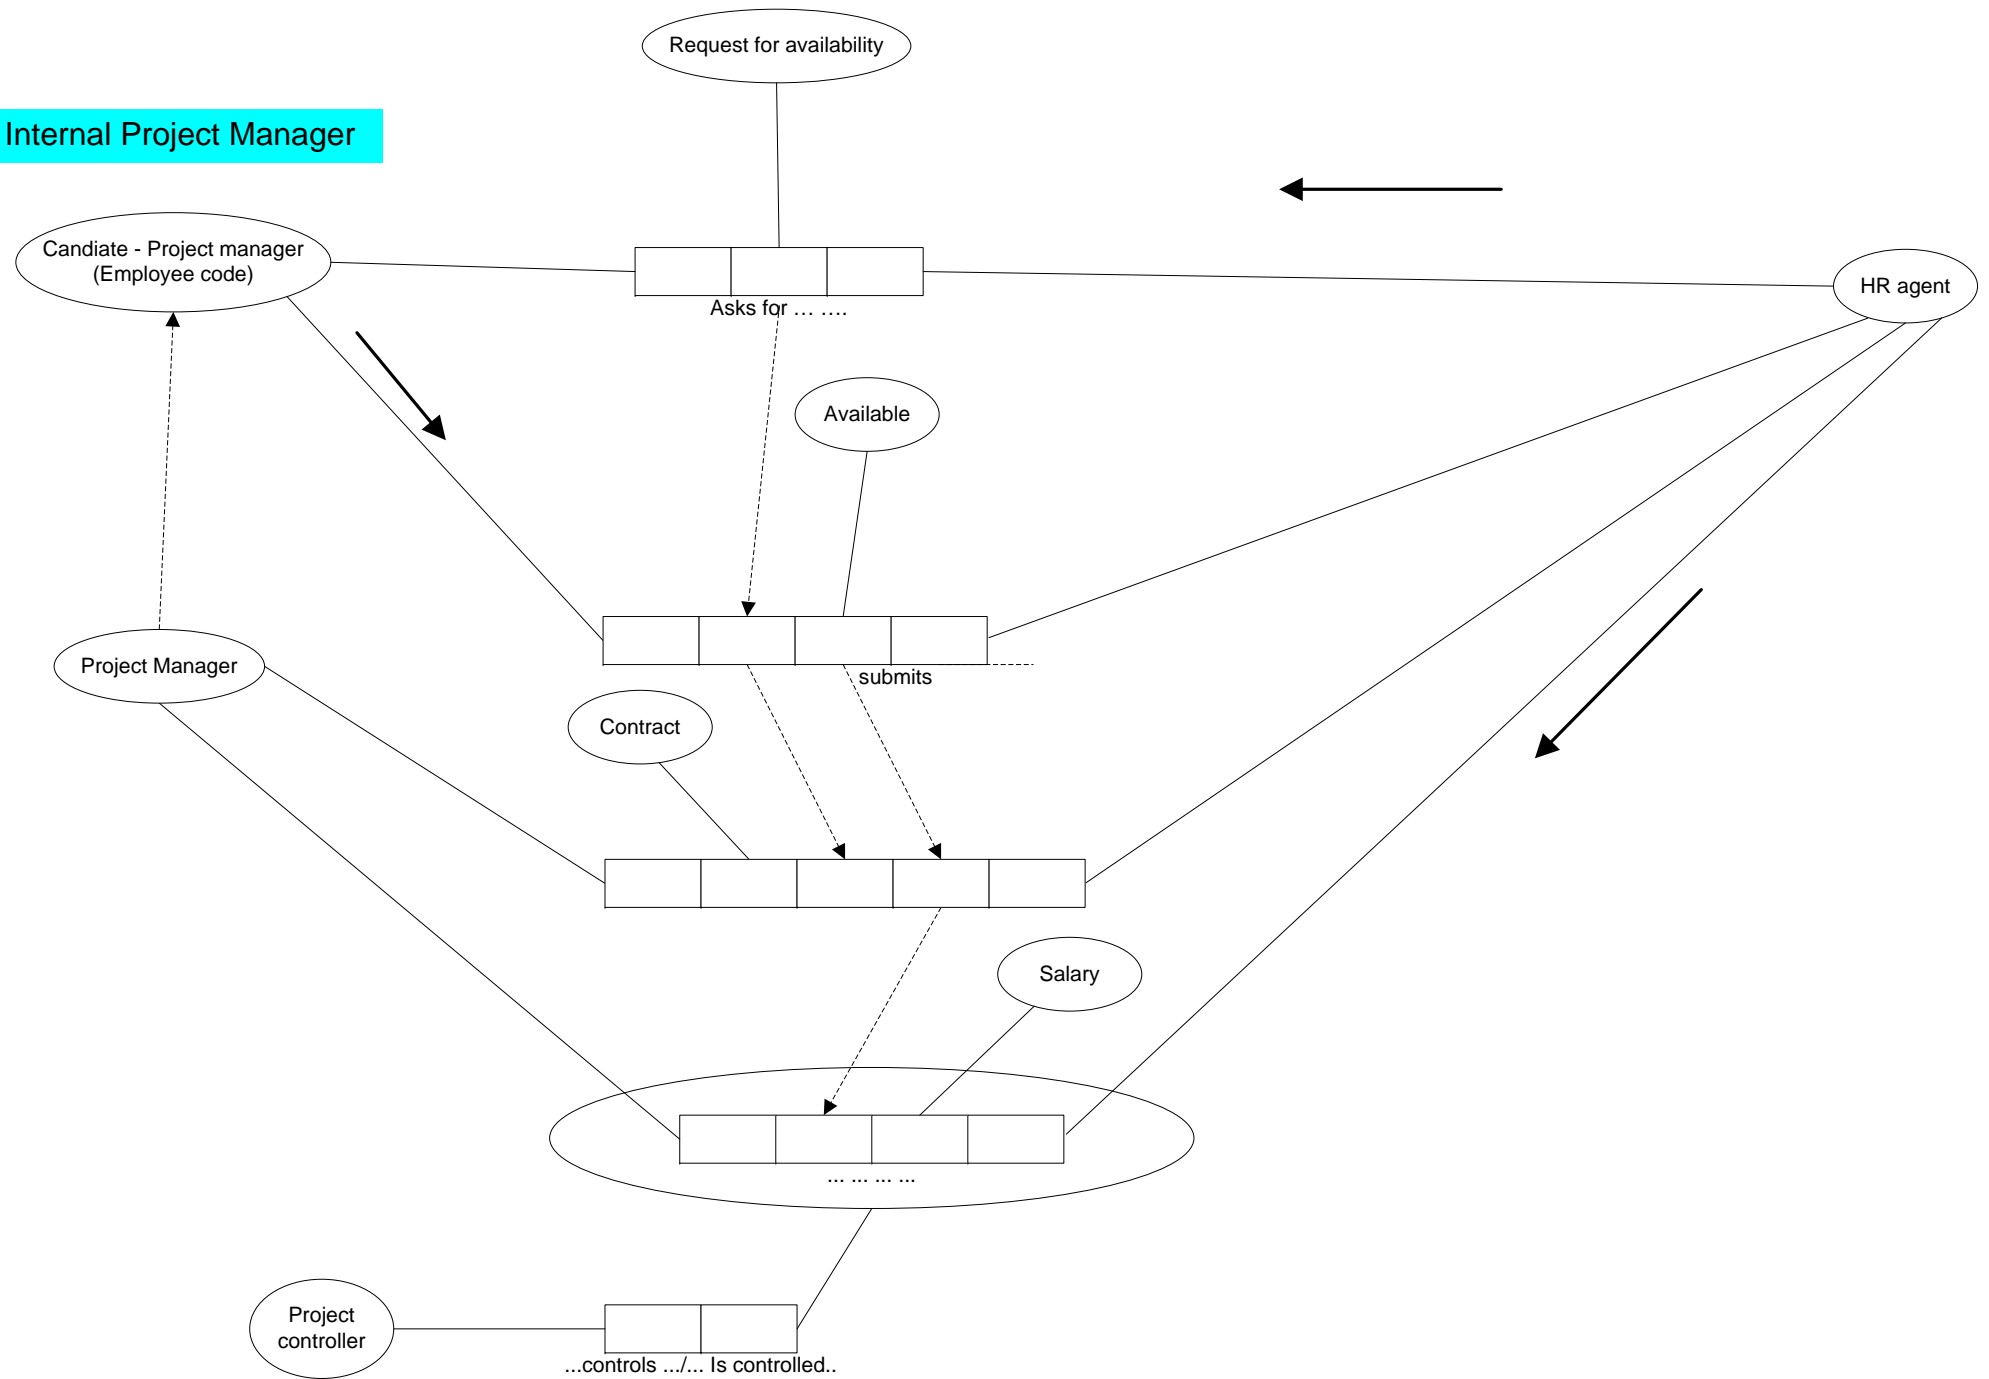 Request for availability
Internal Project Manager
Candiate - Project manager
(Employee code)
HR agent
Asks for ... ....
Available
Project Manager
submits
Contract
Salary
... ... ... ...
Project
controller
...controls .../... Is controlled..